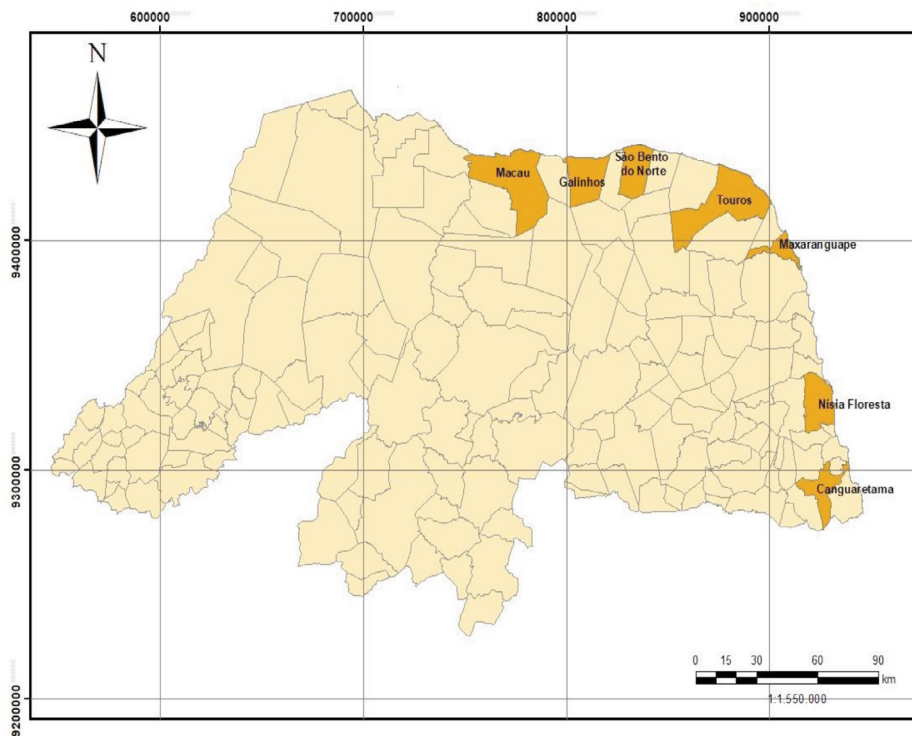 600000 700000 800000 900000
N
São Bento
do Norte
Macau
Galinhos
Touros
Maxaranguape
9400000
Nisia Floresta
9300000
Canguaretama
0 15 30 60 90
km
1:1.550.000
9200000